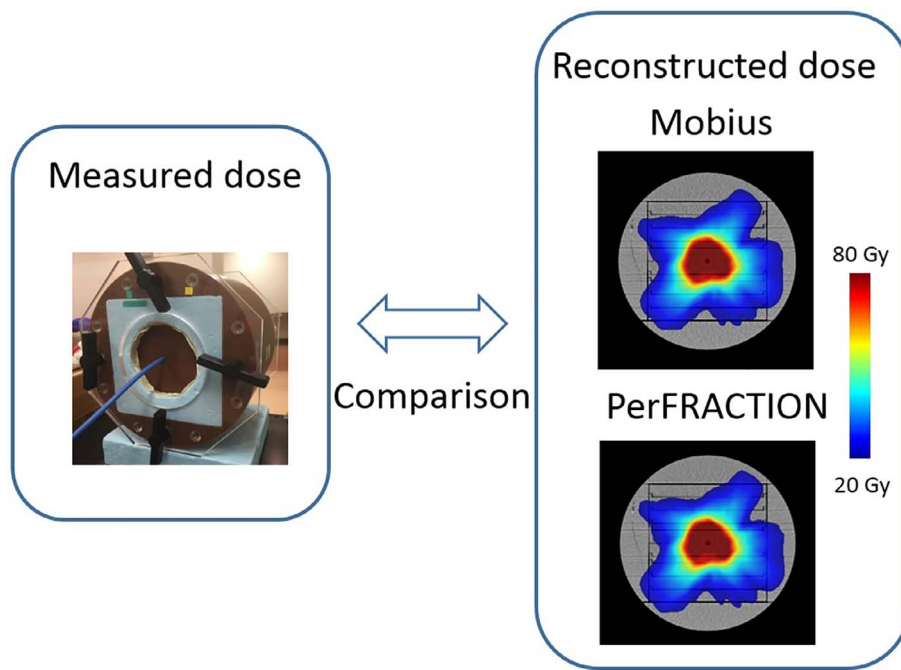 Measured dose
Comparison
Reconstructed dose
Mobius
PerFRACTION
80 Gy
20 Gy